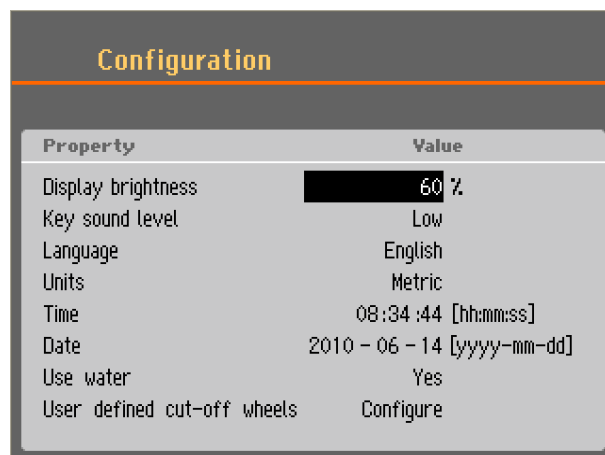 Configuration
Property Value
Display brightness 60 %
Key sound level Low
Language English
Units Metric
Time 08:34:44 [hh:mm:ss]
Date 2010 - 06 - 14 [yyyy-mm-dd]
Use water Yes
User defined cut-off wheels Configure